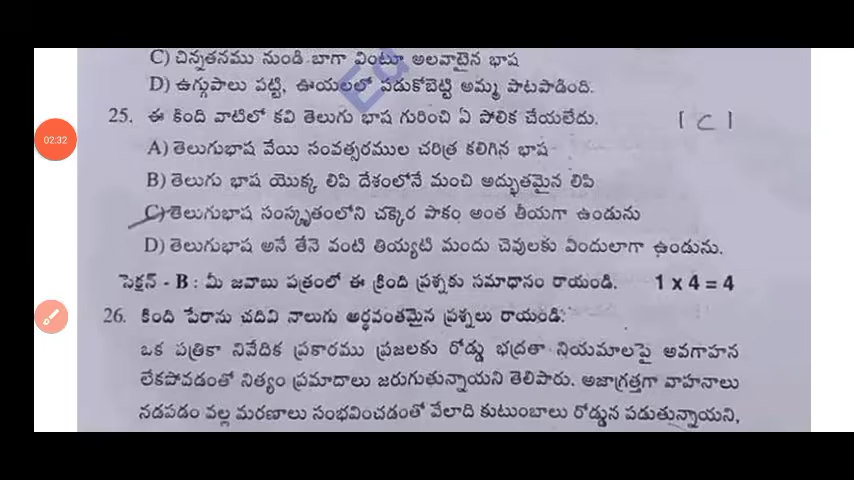 C) చిన్నతనము నుండి బాగా వింటూ అలవాటైన భాష
D) ఉగ్గుపాలు పట్టి, ఊయలలో పడుకోబెట్టి అమ్మ పాటపాడింది.
25. ఈ కింది వాటిలో కవి తెలుగు భాష గురించి ఏ పోలిక చేయలేదు. [ C ]
02:32
A) తెలుగుభాష వేయి సంవత్సరముల చరిత్ర కలిగిన భాష
B) తెలుగు భాష యొక్క లిపి దేశంలోనే మంచి అద్భుతమైన లిపి
C) తెలుగుభాష సంస్కృతంలోని చక్కెర పాకం అంత తీయగా ఉండును
D) తెలుగుభాష అనే తేనె వంటి తియ్యటి మందు చెవులకు విందులాగా ఉండును.
సెక్షన్ - B : మీ జవాబు పత్రంలో ఈ క్రింది ప్రశ్నకు సమాధానం రాయండి. 1 x 4 = 4
26. కింది పేరాను చదివి నాలుగు అర్థవంతమైన ప్రశ్నలు రాయండి:
ఒక పత్రికా నివేదిక ప్రకారము ప్రజలకు రోడ్డు భద్రతా నియమాలపై అవగాహన
లేకపోవడంతో నిత్యం ప్రమాదాలు జరుగుతున్నాయని తెలిపారు. అజాగ్రత్తగా వాహనాలు
నడపడం వల్ల మరణాలు సంభవించడంతో వేలాది కుటుంబాలు రోడ్డున పడుతున్నాయని,